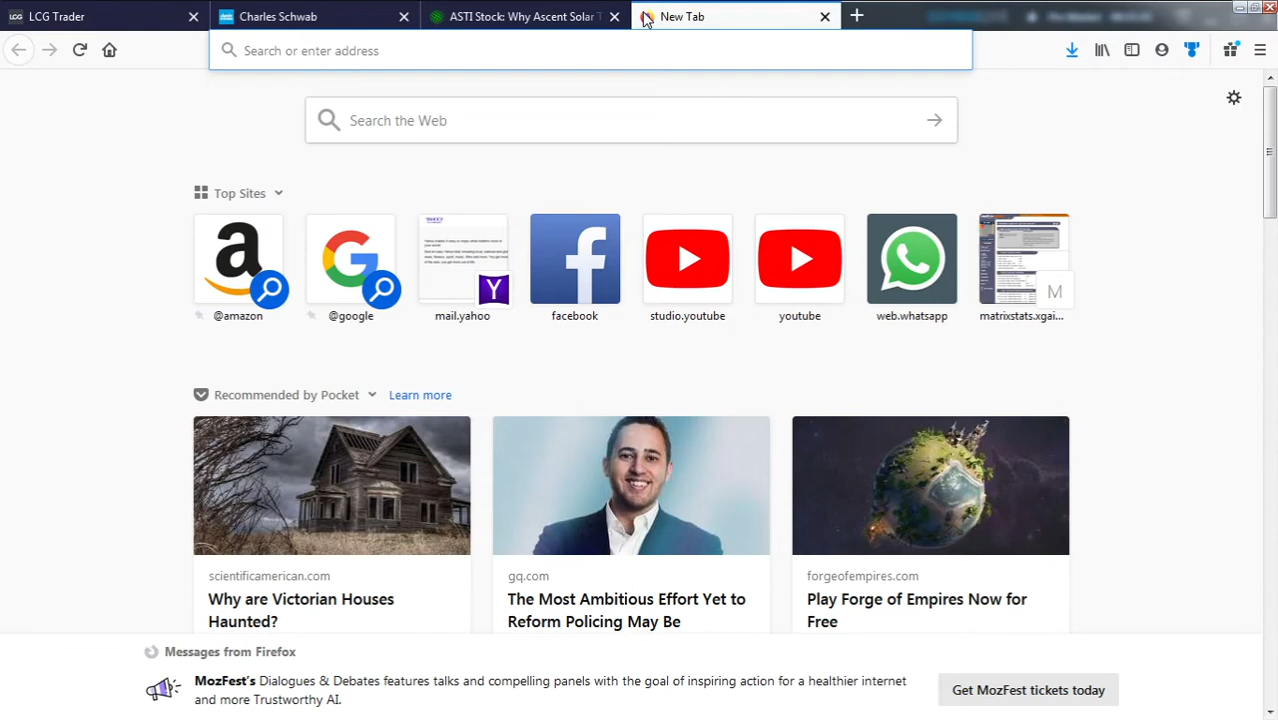 LCG LCG Trader
Charles Schwab
ASTI Stock: Why Ascent Solar T
New Tab
Search or enter address
Search the Web
Top Sites
@amazon
@google
mail.yahoo
facebook
studio.youtube
youtube
web.whatsapp
matrixstats.xgai...
Recommended by Pocket
Learn more
scientificamerican.com
Why are Victorian Houses
Haunted?
gq.com
The Most Ambitious Effort Yet to
Reform Policing May Be
forgeofempires.com
Play Forge of Empires Now for
Free
Messages from Firefox
MozFest's Dialogues & Debates features talks and compelling panels with the goal of inspiring action for a healthier internet
and more Trustworthy AI.
Get MozFest tickets today